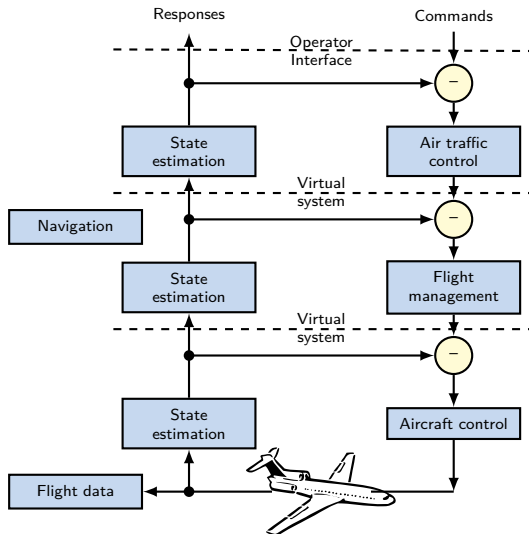 Responses
Commands
Operator
Interface
−
State
estimation
Air traffic
control
Virtual
system
−
Navigation
State
estimation
Flight
management
Virtual
system
−
State
estimation
Aircraft control
Flight data